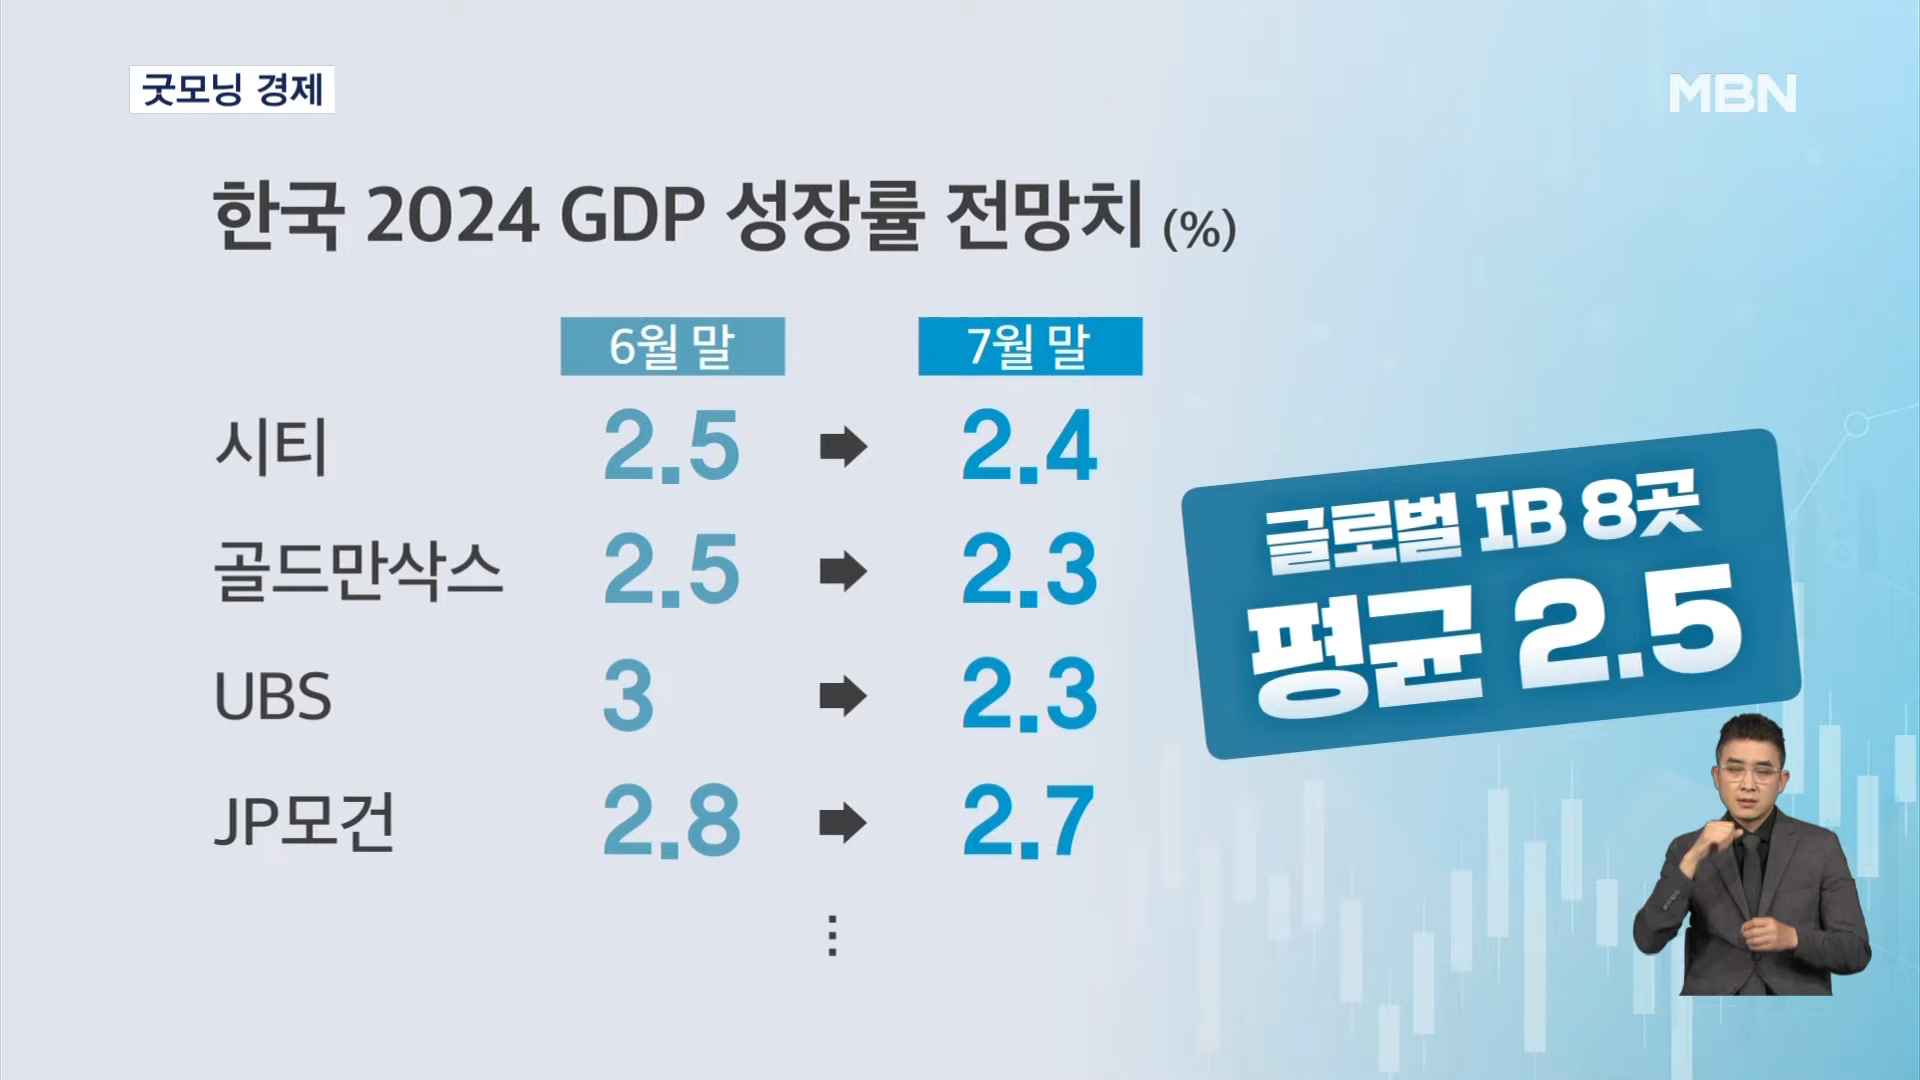 굿모닝 경제
MBN
한국 2024 GDP 성장률 전망치 (%)
6월 말 7월 말
시티 2.5 2.4
골드만삭스 2.5 2.3
UBS 3 2.3
JP모건 2.8 2.7
⋮
글로벌 IB 8곳
평균 2.5